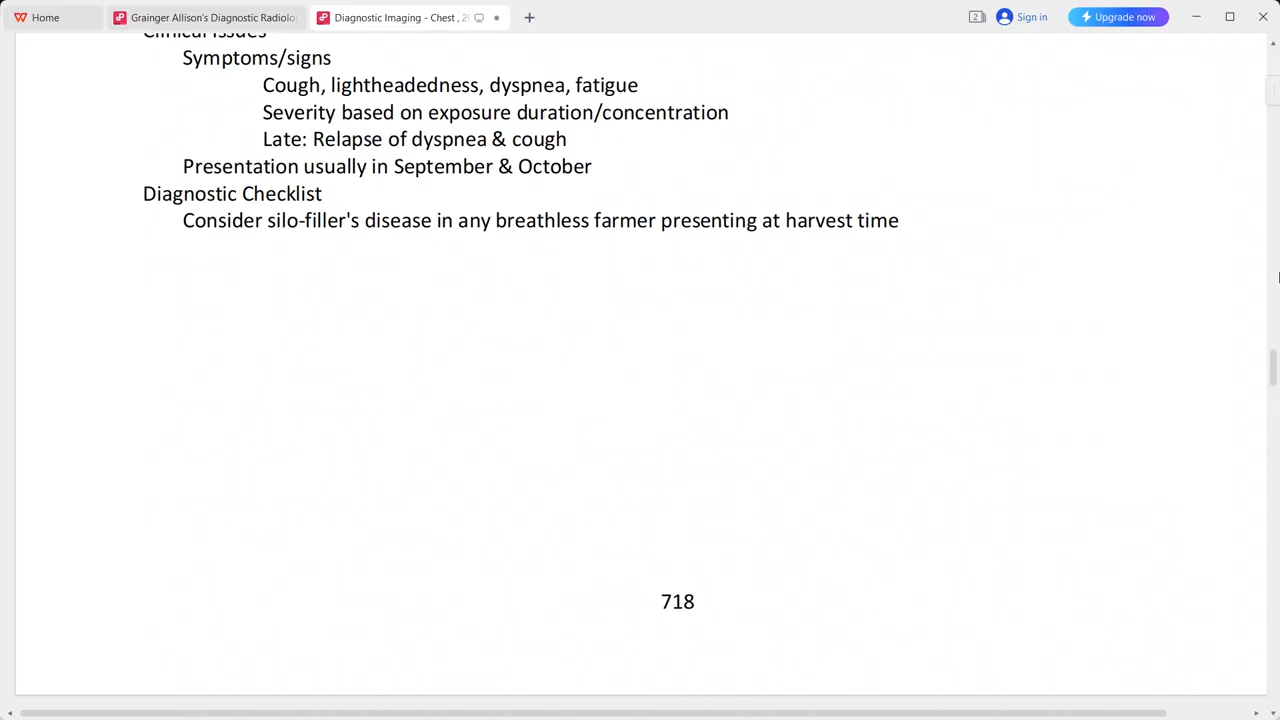 Home
Grainger Allison's Diagnostic Radiolo
Diagnostic Imaging - Chest , 2
2
Sign in
Upgrade now
Clinical Issues
Symptoms/signs
Cough, lightheadedness, dyspnea, fatigue
Severity based on exposure duration/concentration
Late: Relapse of dyspnea & cough
Presentation usually in September & October
Diagnostic Checklist
Consider silo-filler's disease in any breathless farmer presenting at harvest time
718